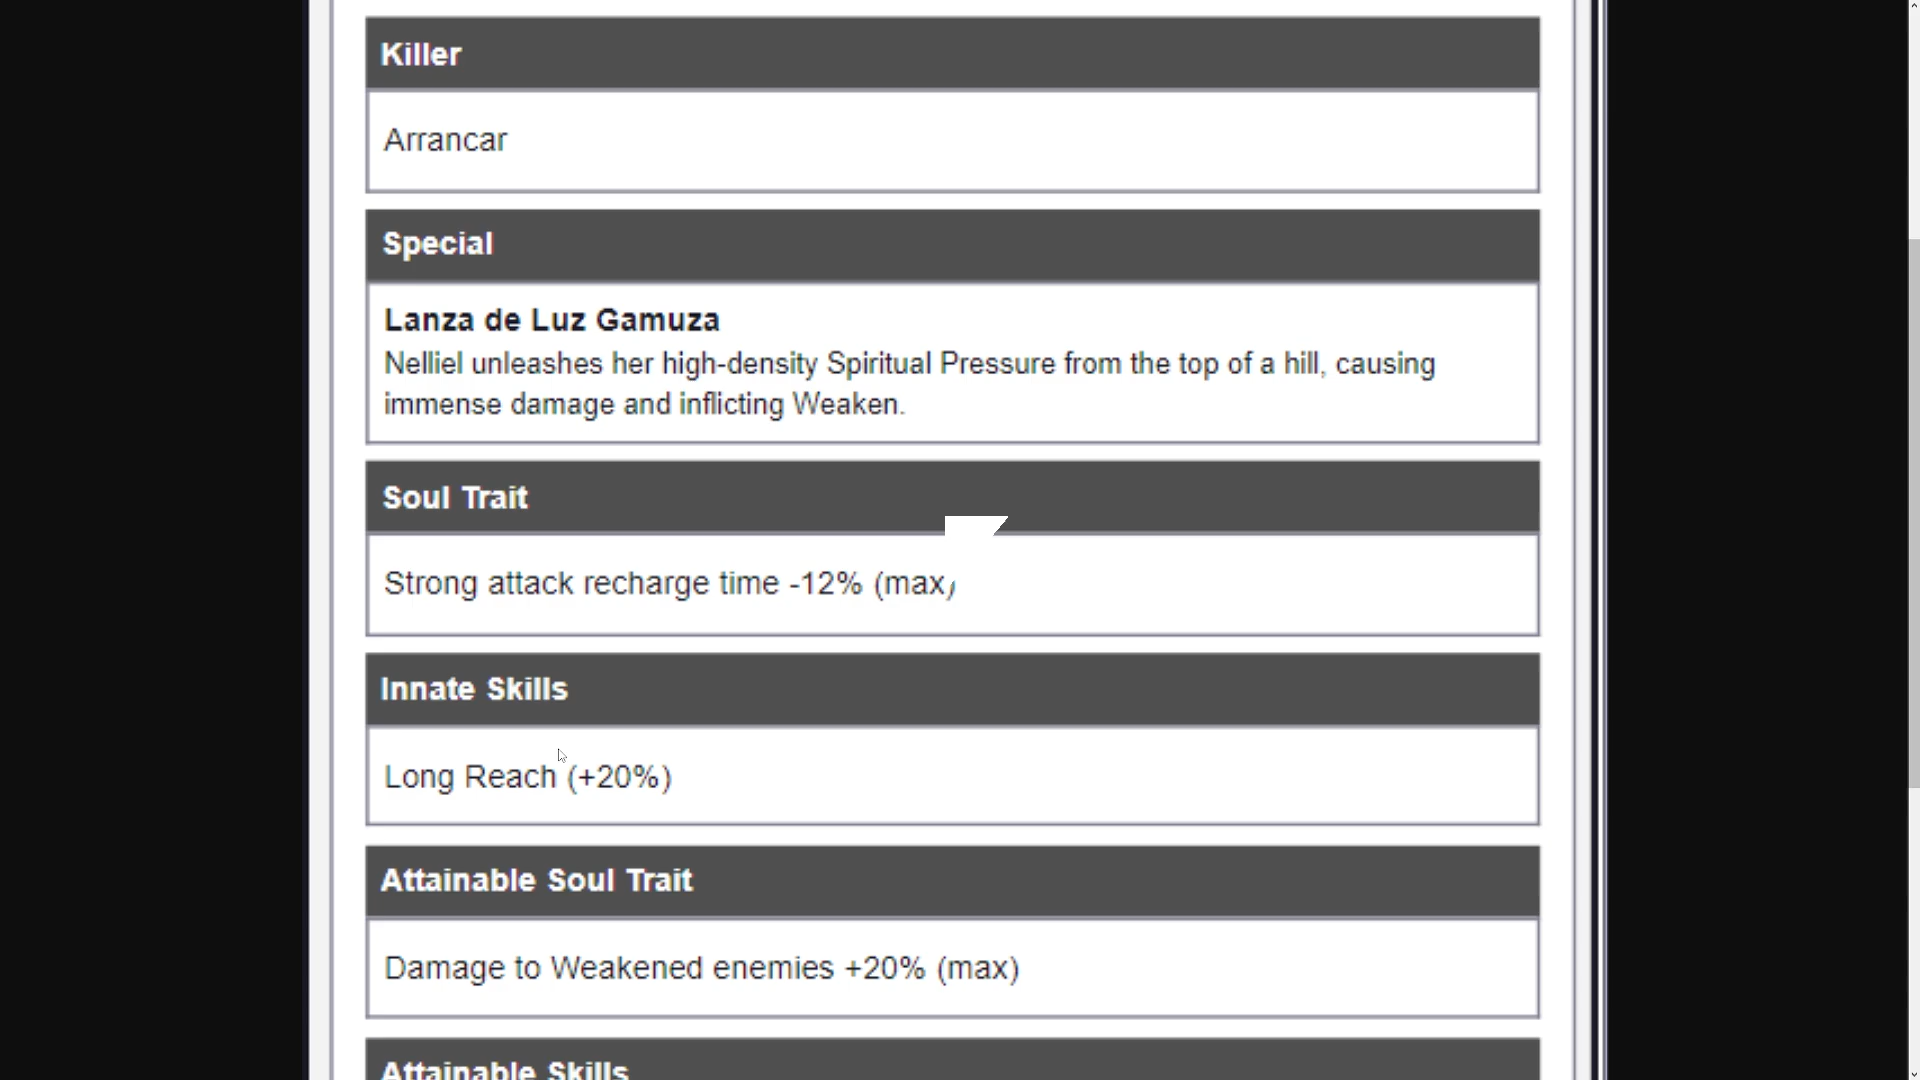 Killer
Arrancar
Special
Lanza de Luz Gamuza
Nelliel unleashes her high-density Spiritual Pressure from the top of a hill, causing
immense damage and inflicting Weaken.
Soul Trait
Strong attack recharge time -12% (max)
Innate Skills
Long Reach (+20%)
Attainable Soul Trait
Damage to Weakened enemies +20% (max)
Attainable Skills